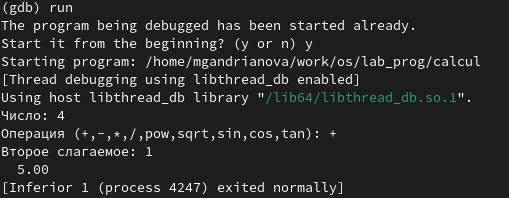 (gdb) run
The program being debugged has been started already.
Start it from the beginning? (y or n) y
Starting program: /home/mgandrianova/work/os/lab_prog/calcul
[Thread debugging using libthread_db enabled]
Using host libthread_db library "/lib64/libthread_db.so.1".
Число: 4
Операция (+,-,*,/,pow,sqrt,sin,cos,tan): +
Второе слагаемое: 1
  5.00
[Inferior 1 (process 4247) exited normally]